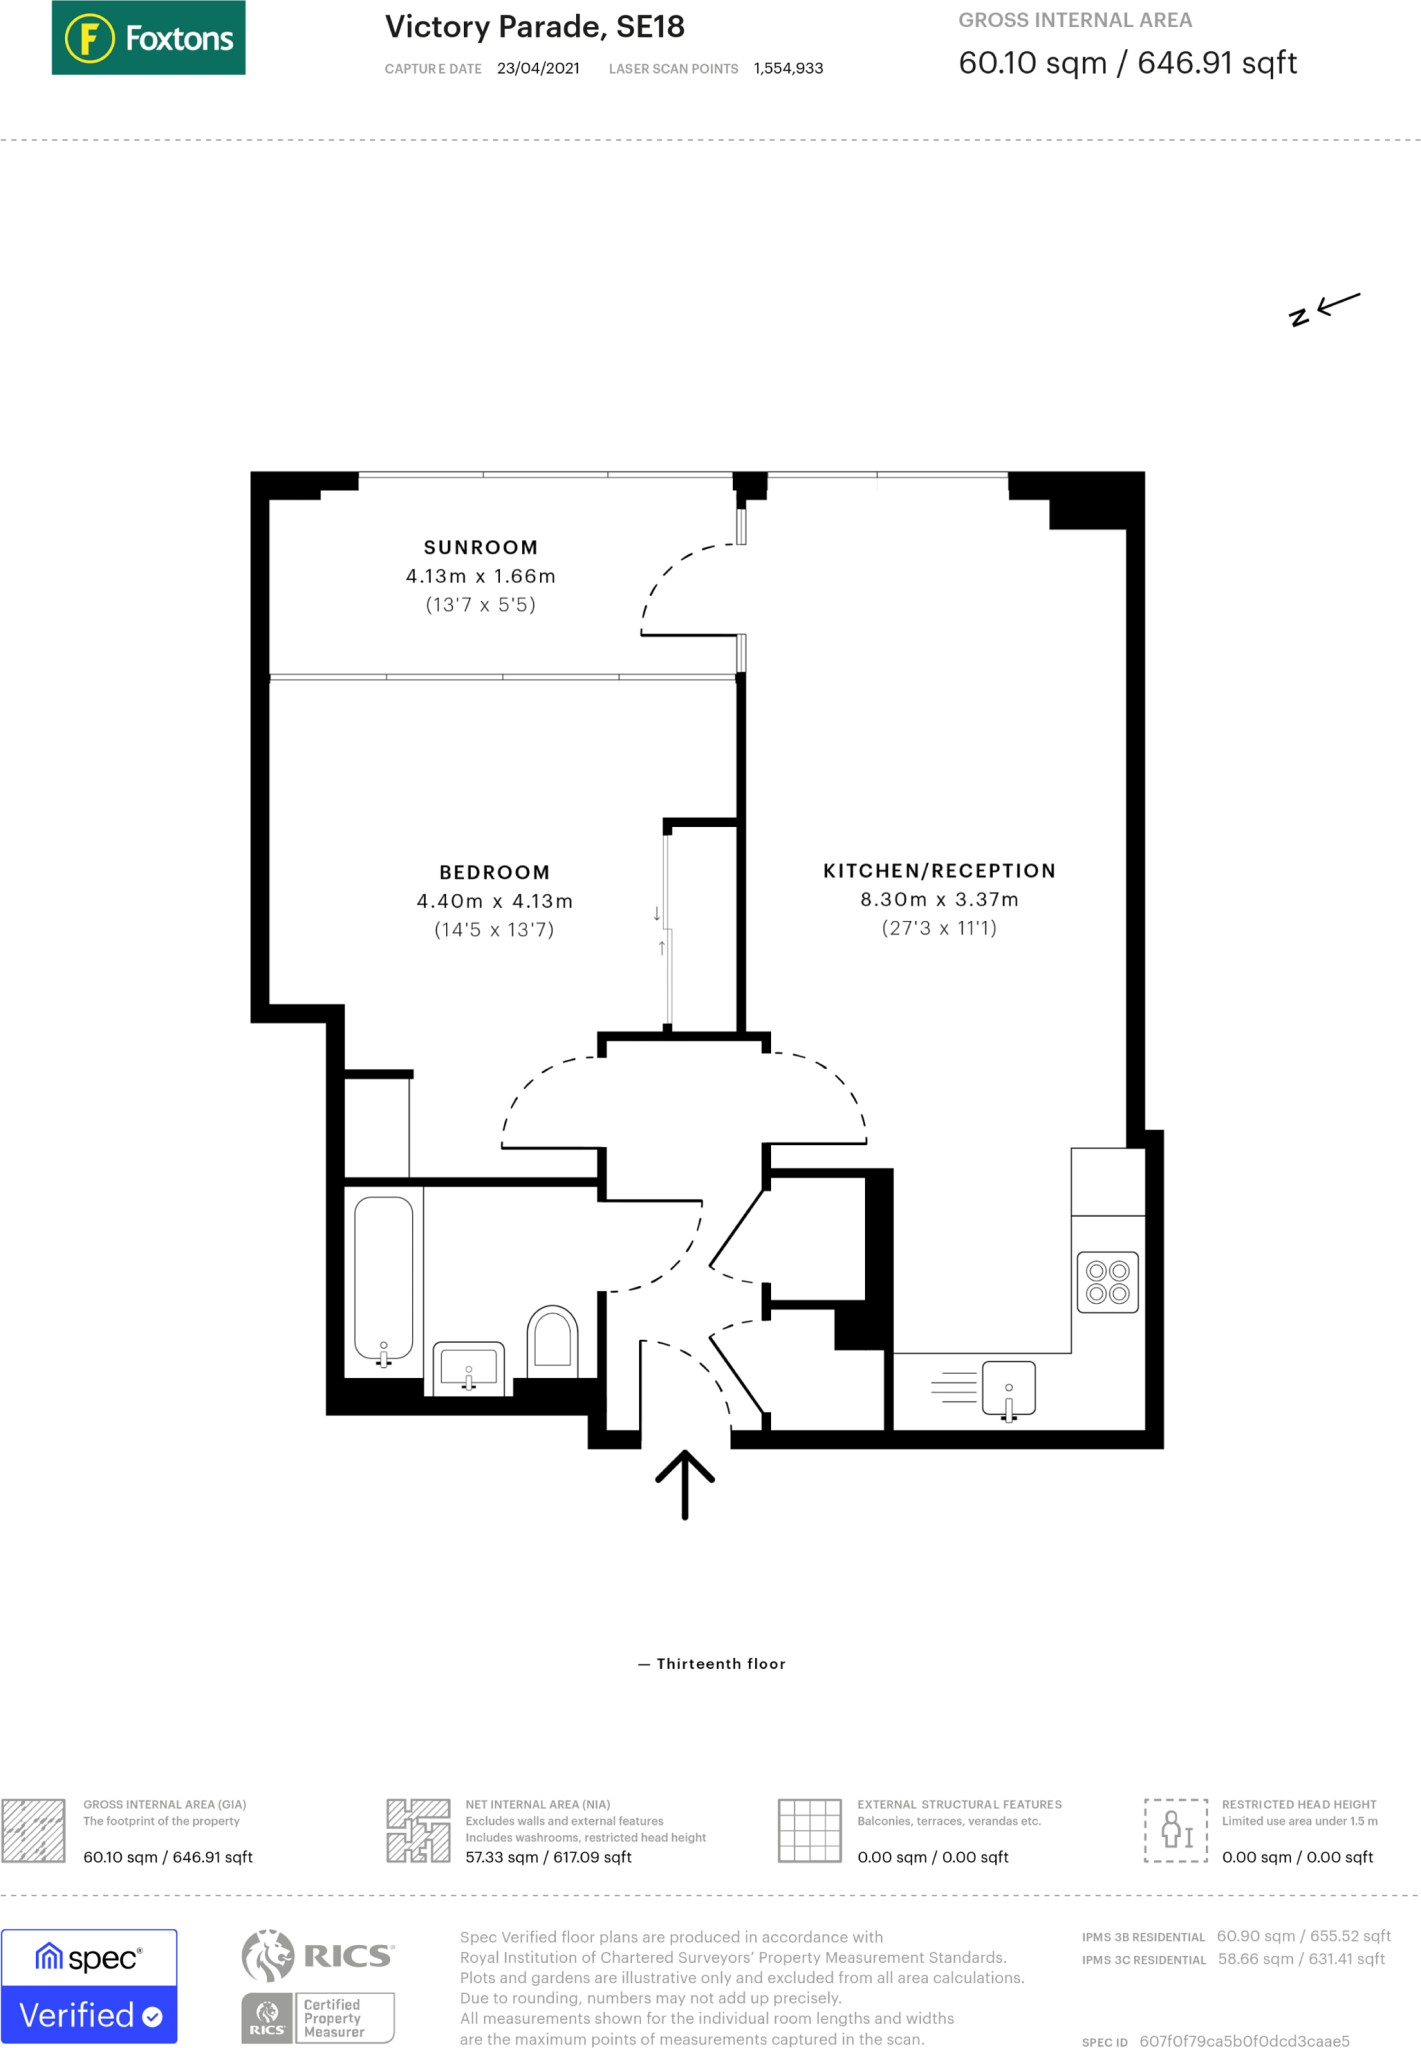 Foxtons
Victory Parade, SE18
CAPTURE DATE 23/04/2021 LASER SCAN POINTS 1,554,933
GROSS INTERNAL AREA
60.10 sqm / 646.91 sqft
N
SUNROOM
4.13m x 1.66m
(13'7 x 5'5)
BEDROOM
4.40m x 4.13m
(14'5 x 13'7)
KITCHEN/RECEPTION
8.30m x 3.37m
(27'3 x 11'1)
— Thirteenth floor
GROSS INTERNAL AREA (GIA)
The footprint of the property
60.10 sqm / 646.91 sqft
NET INTERNAL AREA (NIA)
Excludes walls and external features
Includes washrooms, restricted head height
57.33 sqm / 617.09 sqft
EXTERNAL STRUCTURAL FEATURES
Balconies, terraces, verandas etc.
0.00 sqm / 0.00 sqft
RESTRICTED HEAD HEIGHT
Limited use area under 1.5 m
0.00 sqm / 0.00 sqft
spec®
Verified
RICS®
RICS
Certified
Property
Measurer
Spec Verified floor plans are produced in accordance with
Royal Institution of Chartered Surveyors’ Property Measurement Standards.
Plots and gardens are illustrative only and excluded from all area calculations.
Due to rounding, numbers may not add up precisely.
All measurements shown for the individual room lengths and widths
are the maximum points of measurements captured in the scan.
IPMS 3B RESIDENTIAL 60.90 sqm / 655.52 sqft
IPMS 3C RESIDENTIAL 58.66 sqm / 631.41 sqft
SPEC ID 607f0f79ca5b0f0dcd3caae5